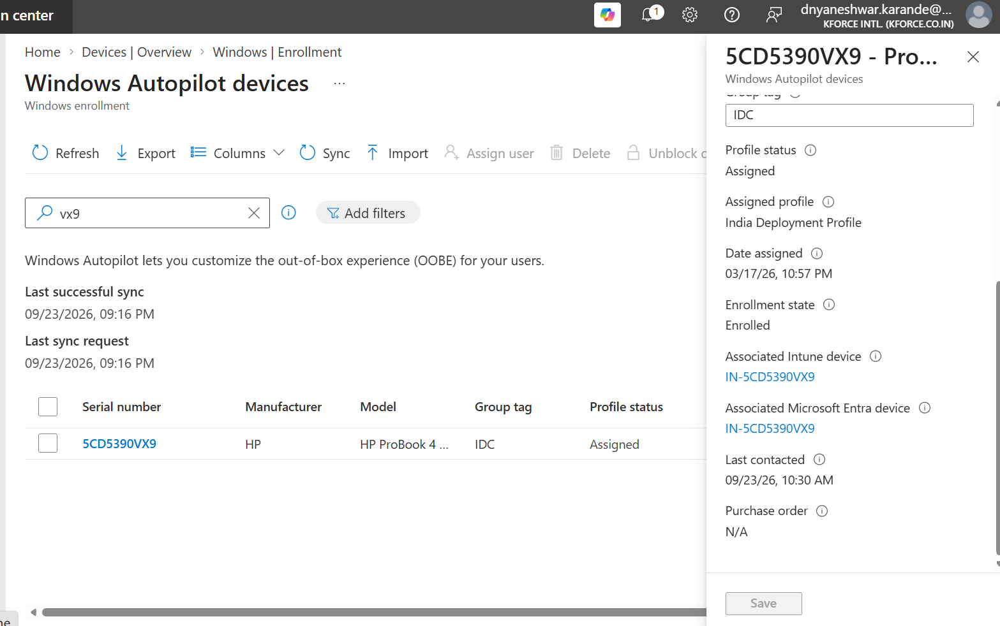 n center
1
dnyaneshwar.karande@...
KFORCE INTL. (KFORCE.CO.IN)
Home > Devices | Overview > Windows | Enrollment
Windows Autopilot devices ...
Windows enrollment
Refresh
Export
Columns
Sync
Import
Assign user
Delete
Unblock
vx9
Add filters
Windows Autopilot lets you customize the out-of-box experience (OOBE) for your users.
Last successful sync
09/23/2026, 09:16 PM
Last sync request
09/23/2026, 09:16 PM
Serial number Manufacturer Model Group tag Profile status
5CD5390VX9 HP HP ProBook 4 ... IDC Assigned
5CD5390VX9 - Pro...
Windows Autopilot devices
Group tag
IDC
Profile status
Assigned
Assigned profile
India Deployment Profile
Date assigned
03/17/26, 10:57 PM
Enrollment state
Enrolled
Associated Intune device
IN-5CD5390VX9
Associated Microsoft Entra device
IN-5CD5390VX9
Last contacted
09/23/26, 10:30 AM
Purchase order
N/A
Save